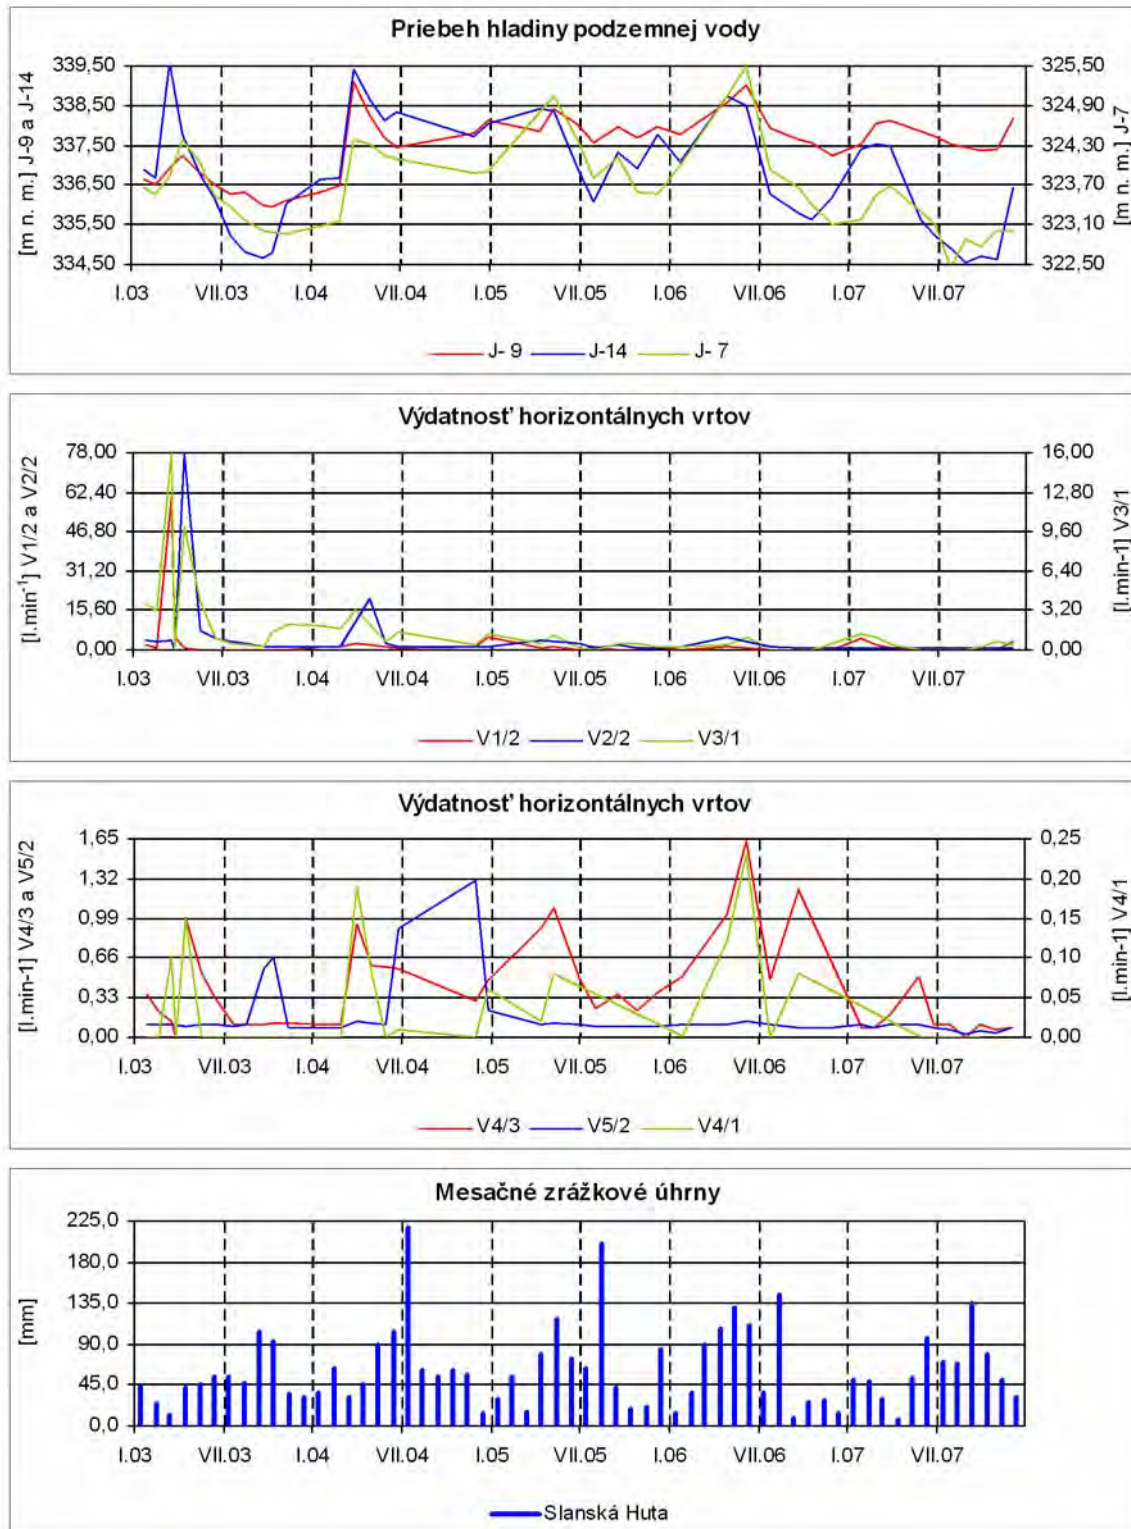 Priebeh hladiny podzemnej vody
[m n. m.] J-9 a J-14
339,50
338,50
337,50
336,50
335,50
334,50
325,50
324,90
324,30
323,70
323,10
322,50
[m n. m.] J-7
I.03 VII.03 I.04 VII.04 I.05 VII.05 I.06 VII.06 I.07 VII.07
J- 9 J-14 J- 7
Výdatnosť horizontálnych vrtov
[l.min-1] V1/2 a V2/2
78,00
62,40
46,80
31,20
15,60
0,00
16,00
12,80
9,60
6,40
3,20
0,00
[l.min-1] V3/1
I.03 VII.03 I.04 VII.04 I.05 VII.05 I.06 VII.06 I.07 VII.07
V1/2 V2/2 V3/1
Výdatnosť horizontálnych vrtov
[l.min-1] V4/3 a V5/2
1,65
1,32
0,99
0,66
0,33
0,00
0,25
0,20
0,15
0,10
0,05
0,00
[l.min-1] V4/1
I.03 VII.03 I.04 VII.04 I.05 VII.05 I.06 VII.06 I.07 VII.07
V4/3 V5/2 V4/1
Mesačné zrážkové úhrny
[mm]
225,0
180,0
135,0
90,0
45,0
0,0
I.03 VII.03 I.04 VII.04 I.05 VII.05 I.06 VII.06 I.07 VII.07
Slanská Huta